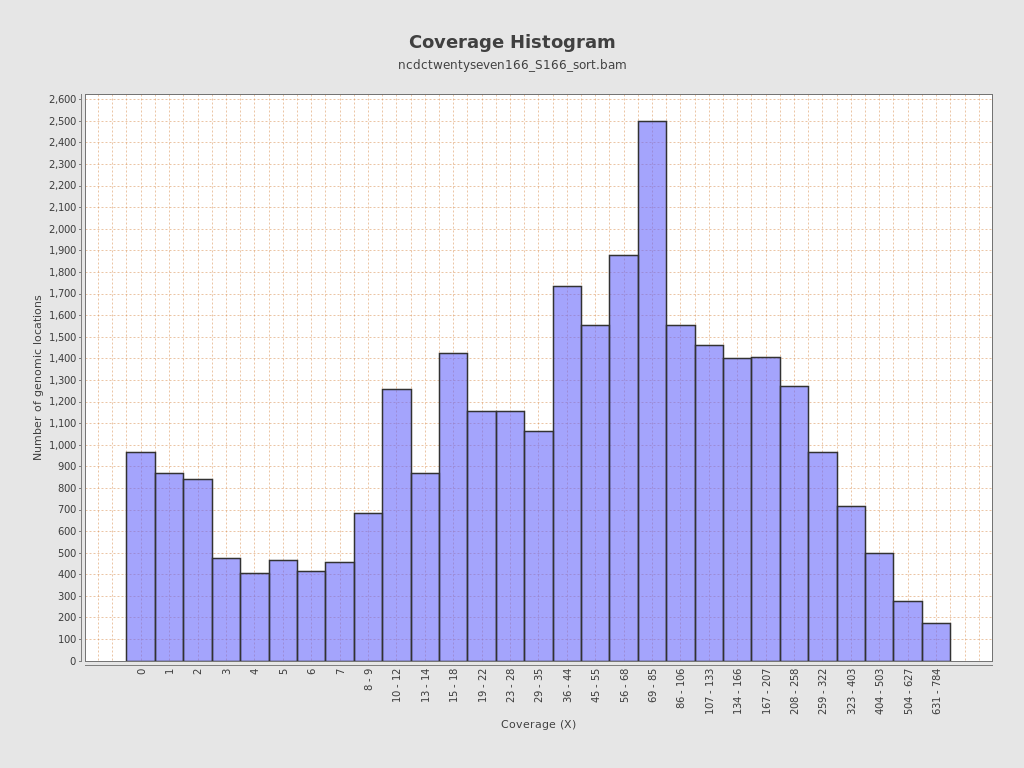 Coverage Histogram
ncdctwentyseven166_S166_sort.bam
2,600
2,500
2,400
2,300
2,200
2,100
2,000
1,900
1,800
1,700
1,600
1,500
1,400
1,300
1,200
1,100
1,000
900
800
700
600
500
400
300
200
100
0
Number of genomic locations
0
1
2
3
4
5
6
7
8 - 9
10 - 12
13 - 14
15 - 18
19 - 22
23 - 28
29 - 35
36 - 44
45 - 55
56 - 68
69 - 85
86 - 106
107 - 133
134 - 166
167 - 207
208 - 258
259 - 322
323 - 403
404 - 503
504 - 627
631 - 784
Coverage (X)